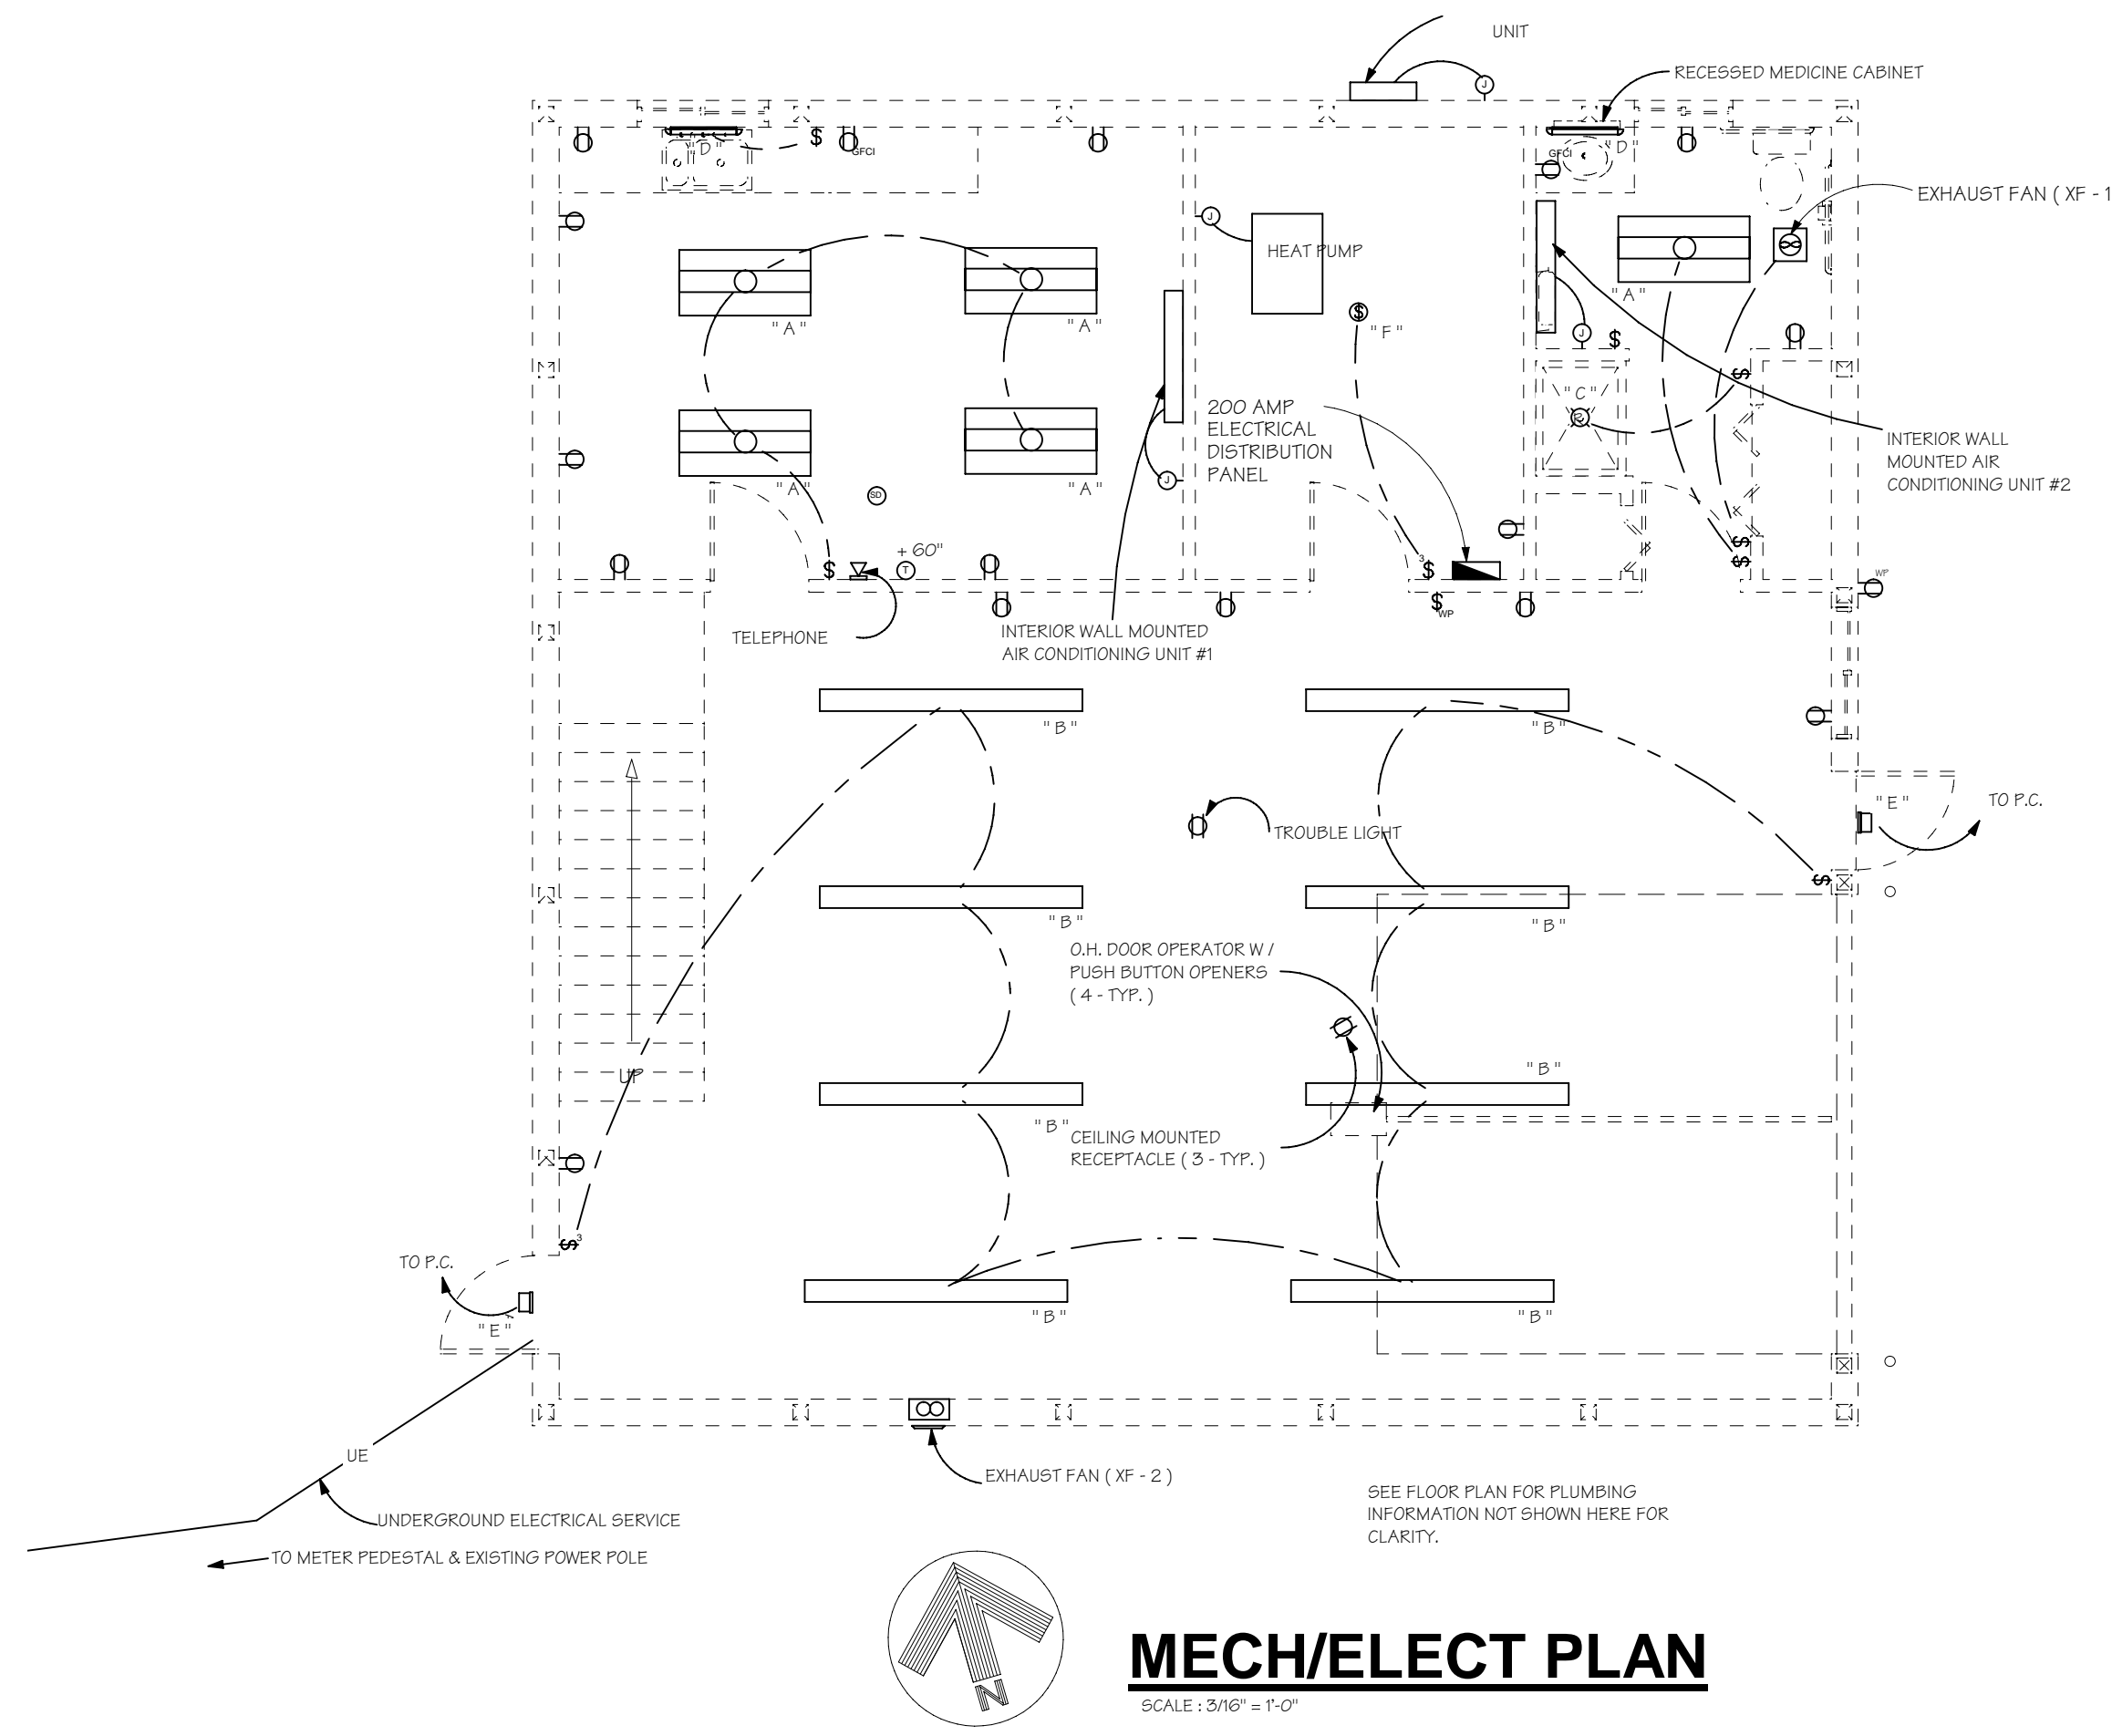 UNIT
RECESSED MEDICINE CABINET
J
" D "
$
GFCI
GFCI
" D "
EXHAUST FAN ( XF - 1
J
HEAT PUMP
" A "
" A "
" A "
$
" F "
J
$
200 AMP
ELECTRICAL
DISTRIBUTION
PANEL
" C "
R
$
INTERIOR WALL
MOUNTED AIR
CONDITIONING UNIT #2
" A "
" A "
SD
J
+ 60"
$
T
3
$
$
$
WP
$
WP
TELEPHONE
INTERIOR WALL MOUNTED
AIR CONDITIONING UNIT #1
" B "
" B "
TROUBLE LIGHT
" E "
TO P.C.
$
" B "
" B "
O.H. DOOR OPERATOR W /
PUSH BUTTON OPENERS
( 4 - TYP. )
UP
" B "
" B "
CEILING MOUNTED
RECEPTACLE ( 3 - TYP. )
$
3
TO P.C.
" E "
" B "
" B "
UE
EXHAUST FAN ( XF - 2 )
SEE FLOOR PLAN FOR PLUMBING
INFORMATION NOT SHOWN HERE FOR
CLARITY.
UNDERGROUND ELECTRICAL SERVICE
TO METER PEDESTAL & EXISTING POWER POLE
N
MECH/ELECT PLAN
SCALE : 3/16" = 1'-0"